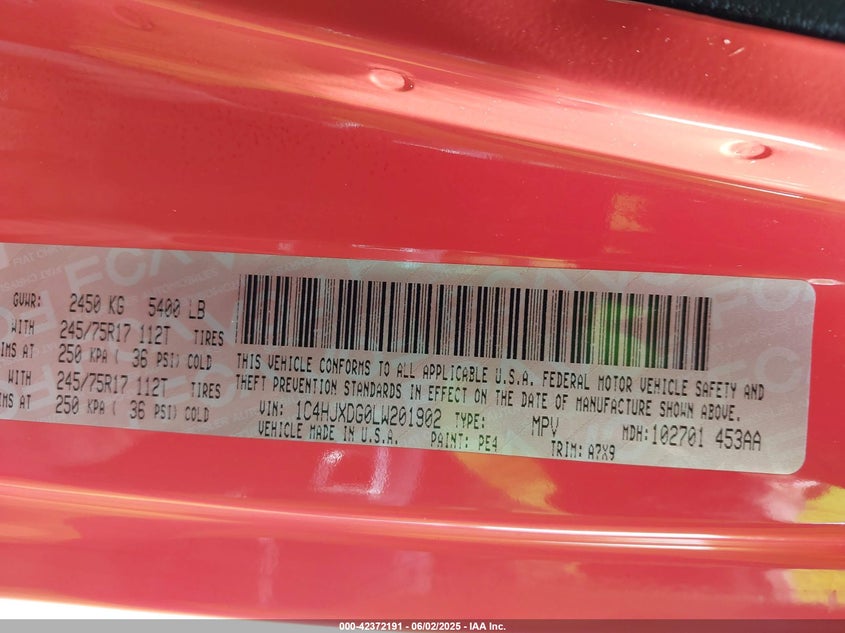 GVWR: 2450 KG 5400 LB
WITH 245/75R17 112T TIRES
IMS AT 250 KPA ( 36 PSI) COLD
WITH 245/75R17 112T TIRES
250 KPA ( 36 PSI) COLD
THIS VEHICLE CONFORMS TO ALL APPLICABLE U.S.A. FEDERAL MOTOR VEHICLE SAFETY AND
THEFT PREVENTION STANDARDS IN EFFECT ON THE DATE OF MANUFACTURE SHOWN ABOVE.
VIN: 1C4HJXDG0LW201902 TYPE: MPV MDH:102701 453AA
VEHICLE MADE IN U.S.A. PAINT: PE4 TRIM: A7X9
000-42372191 - 06/02/2025 - IAA Inc.